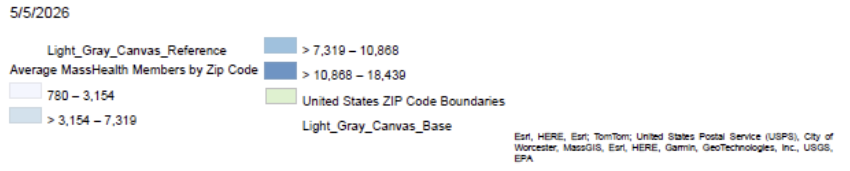 5/5/2026
Light_Gray_Canvas_Reference
Average MassHealth Members by Zip Code
780 – 3,154
> 3,154 – 7,319
> 7,319 – 10,868
> 10,868 – 18,439
United States ZIP Code Boundaries
Light_Gray_Canvas_Base
Esri, HERE, Esri; TomTom; United States Postal Service (USPS), City of
Worcester, MassGIS, Esri, HERE, Garmin, GeoTechnologies, Inc., USGS,
EPA